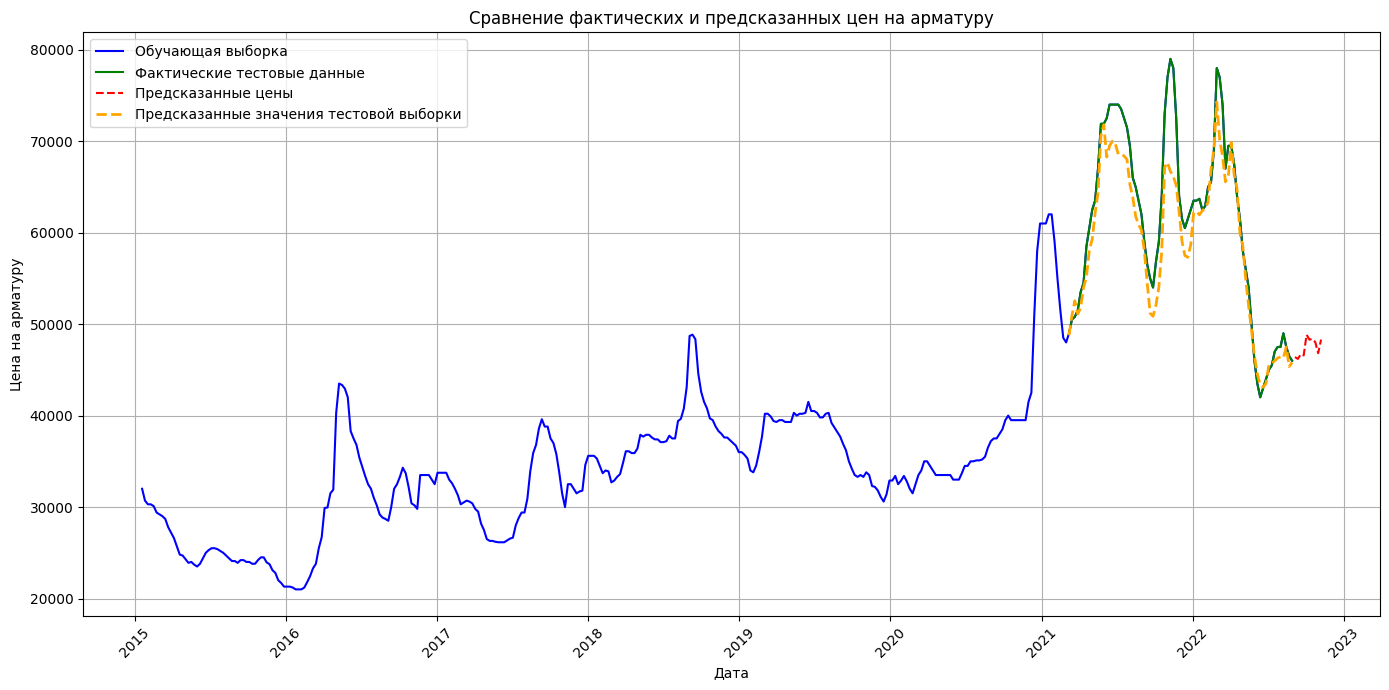 Сравнение фактических и предсказанных цен на арматуру
Обучающая выборка
Фактические тестовые данные
Предсказанные цены
Предсказанные значения тестовой выборки
Цена на арматуру
80000
70000
60000
50000
40000
30000
20000
2015
2016
2017
2018
2019
2020
2021
2022
2023
Дата